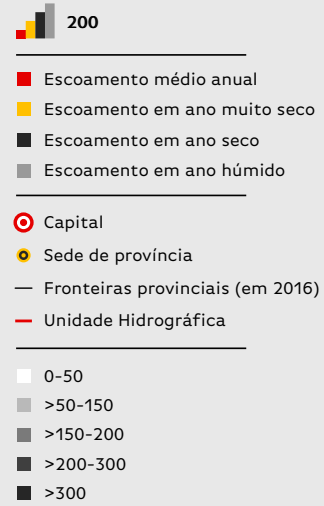 200
Escoamento médio anual
Escoamento em ano muito seco
Escoamento em ano seco
Escoamento em ano húmido
Capital
Sede de província
Fronteiras provinciais (em 2016)
Unidade Hidrográfica
0-50
>50-150
>150-200
>200-300
>300